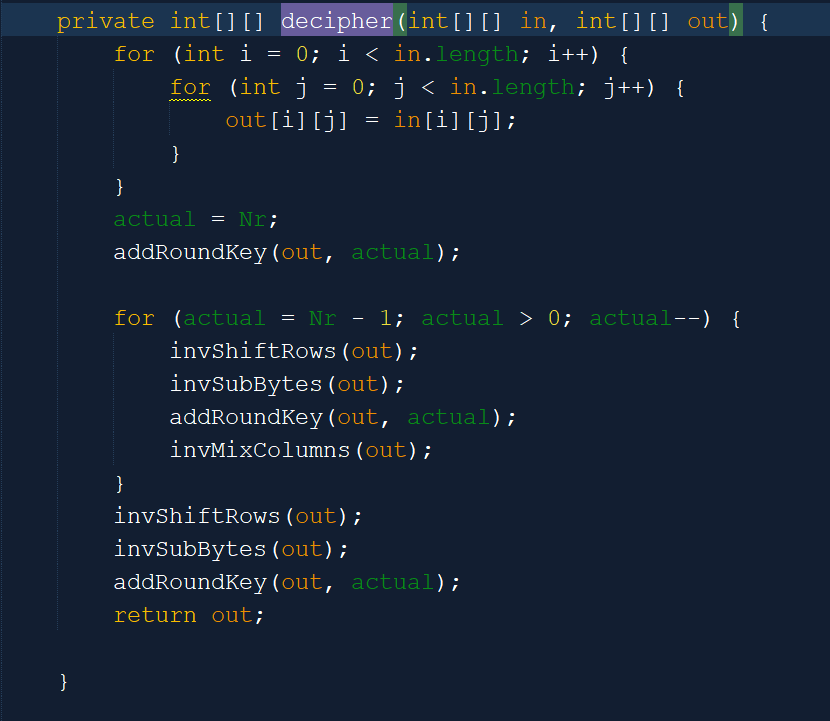 private int[][] decipher(int[][] in, int[][] out) {
for (int i = 0; i < in.length; i++) {
for (int j = 0; j < in.length; j++) {
out[i][j] = in[i][j];
}
}
actual = Nr;
addRoundKey(out, actual);
for (actual = Nr - 1; actual > 0; actual--) {
invShiftRows(out);
invSubBytes(out);
addRoundKey(out, actual);
invMixColumns(out);
}
invShiftRows(out);
invSubBytes(out);
addRoundKey(out, actual);
return out;
}